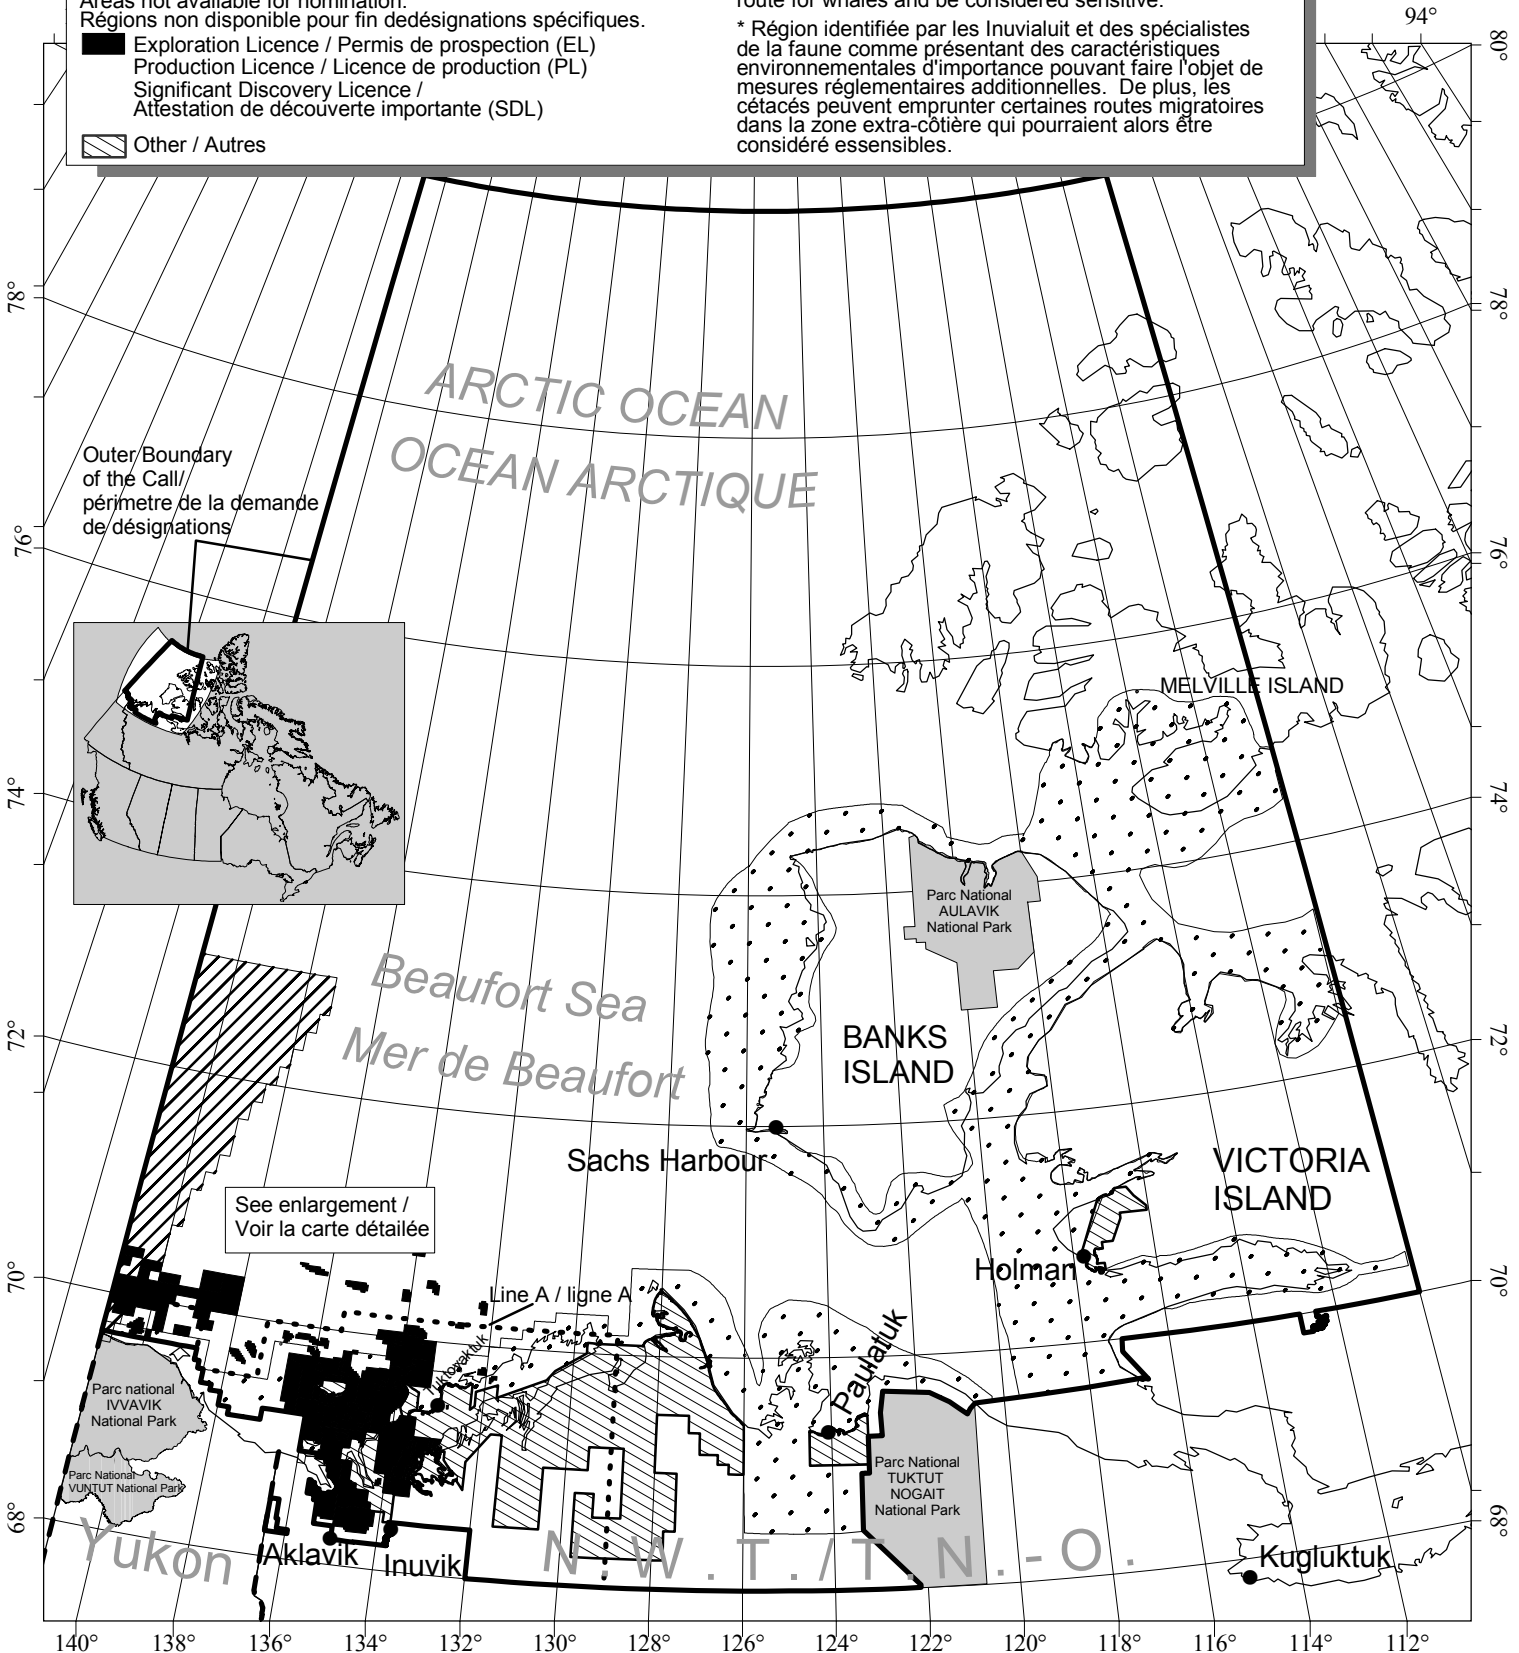 Areas not available for nomination.
Régions non disponible pour fin dedésignations spécifiques.
Exploration Licence / Permis de prospection (EL)
Production Licence / Licence de production (PL)
Significant Discovery Licence /
Attestation de découverte importante (SDL)
Other / Autres
route for whales and be considered sensitive.
* Région identifiée par les Inuvialuit et des spécialistes
de la faune comme présentant des caractéristiques
environnementales d'importance pouvant faire l'objet de
mesures réglementaires additionnelles. De plus, les
cétacés peuvent emprunter certaines routes migratoires
dans la zone extra-côtière qui pourraient alors être
considéré essensibles.
94°
80°
78°
78°
ARCTIC OCEAN
OCEAN ARCTIQUE
Outer Boundary
of the Call/
périmetre de la demande
de désignations
76°
76°
MELVILLE ISLAND
74°
74°
Parc National
AULAVIK
National Park
Beaufort Sea
Mer de Beaufort
72°
72°
BANKS
ISLAND
Sachs Harbour
VICTORIA
ISLAND
See enlargement /
Voir la carte détailée
Holman
70°
70°
Line A / ligne A
Tuktoyaktuk
Paulatuk
Parc national
IVVAVIK
National Park
Parc National
VUNTUT National Park
Parc National
TUKTUT
NOGAIT
National Park
68°
68°
Yukon
Aklavik
Inuvik
N.W.T./T.N.-O.
Kugluktuk
140° 138° 136° 134° 132° 130° 128° 126° 124° 122° 120° 118° 116° 114° 112°